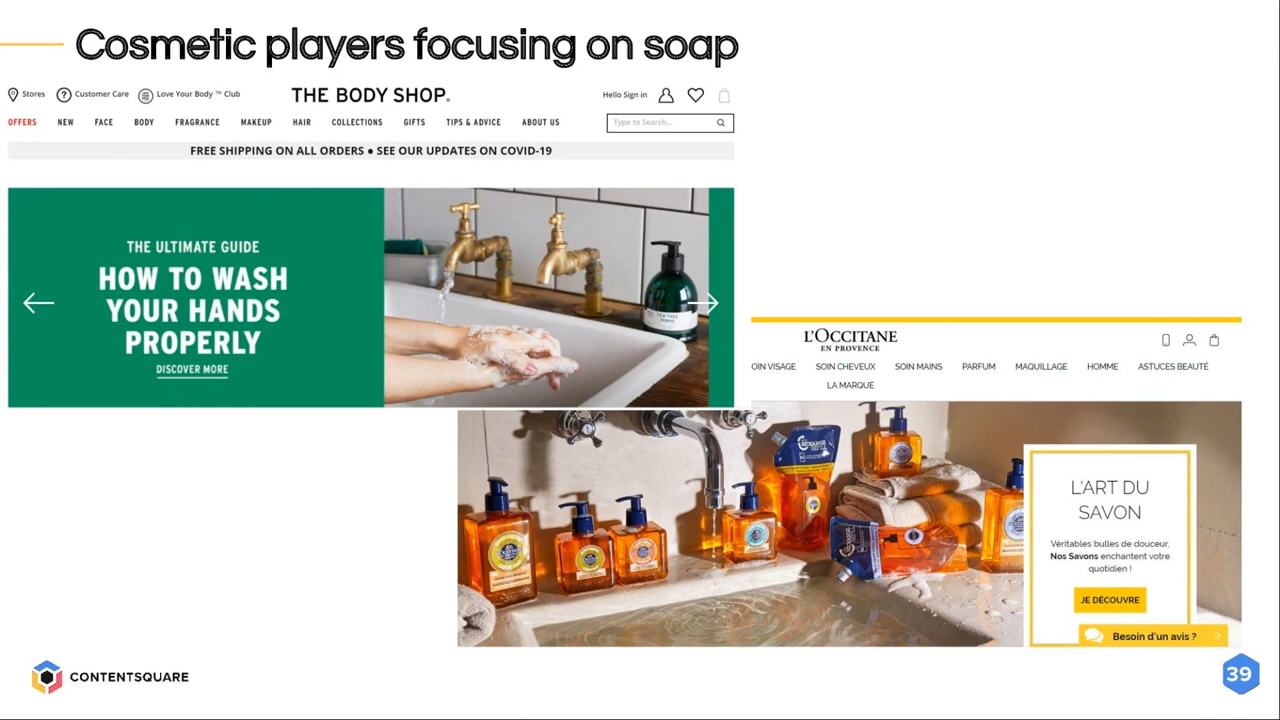 Cosmetic players focusing on soap
Stores Customer Care Love Your Body ™ Club
THE BODY SHOP®
Hello Sign in
OFFERS NEW FACE BODY FRAGRANCE MAKEUP HAIR COLLECTIONS GIFTS TIPS & ADVICE ABOUT US
Type to Search...
FREE SHIPPING ON ALL ORDERS ● SEE OUR UPDATES ON COVID-19
THE ULTIMATE GUIDE
HOW TO WASH
YOUR HANDS
PROPERLY
DISCOVER MORE
L'OCCITANE
EN PROVENCE
OIN VISAGE SOIN CHEVEUX SOIN MAINS PARFUM MAQUILLAGE HOMME ASTUCES BEAUTÉ
LA MARQUE
L'ART DU
SAVON
Véritables bulles de douceur,
Nos Savons enchantent votre
quotidien !
JE DÉCOUVRE
Besoin d'un avis ?
CONTENTSQUARE
39